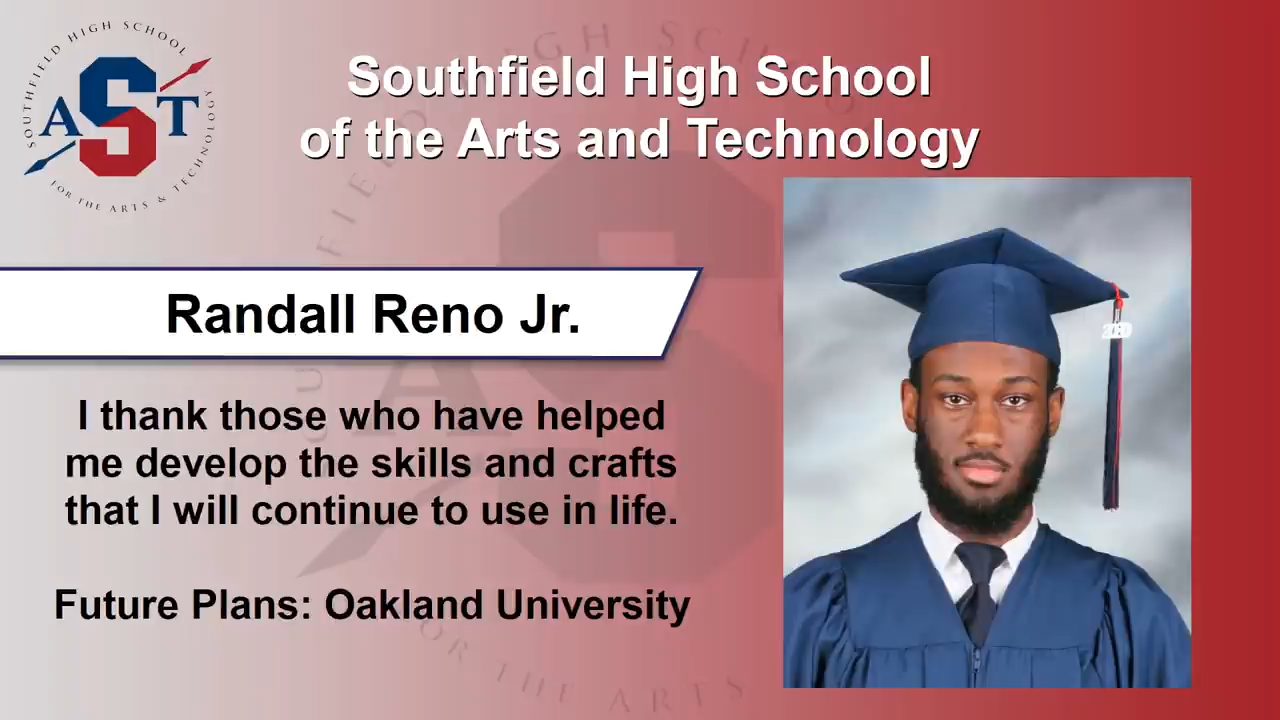 SOUTHFIELD HIGH SCHOOL
AST
FOR THE ARTS & TECHNOLOGY
Southfield High School
of the Arts and Technology
Randall Reno Jr.
I thank those who have helped
me develop the skills and crafts
that I will continue to use in life.
Future Plans: Oakland University